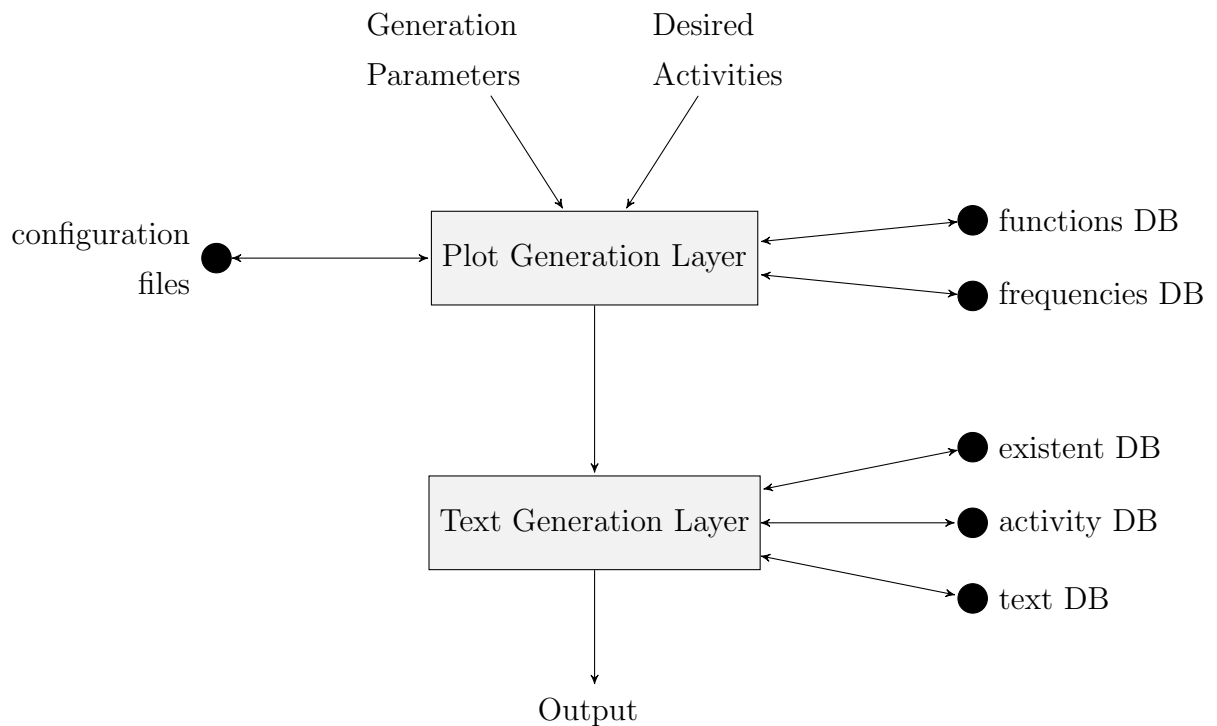 Generation
Parameters
Desired
Activities
configuration
files
Plot Generation Layer
functions DB
frequencies DB
Text Generation Layer
existent DB
activity DB
text DB
Output